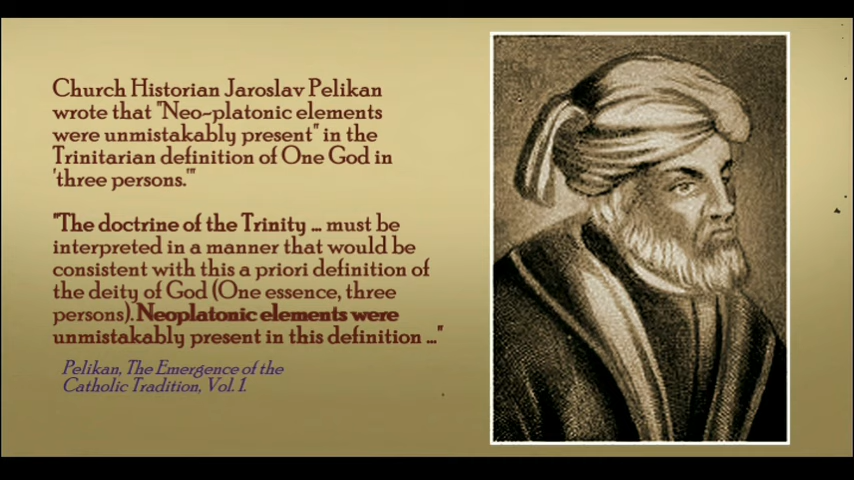 Church Historian Jaroslav Pelikan
wrote that "Neo-platonic elements
were unmistakably present" in the
Trinitarian definition of One God in
'three persons.'"
"The doctrine of the Trinity ... must be
interpreted in a manner that would be
consistent with this a priori definition of
the deity of God (One essence, three
persons). Neoplatonic elements were
unmistakably present in this definition ..."
Pelikan, The Emergence of the
Catholic Tradition, Vol. 1.